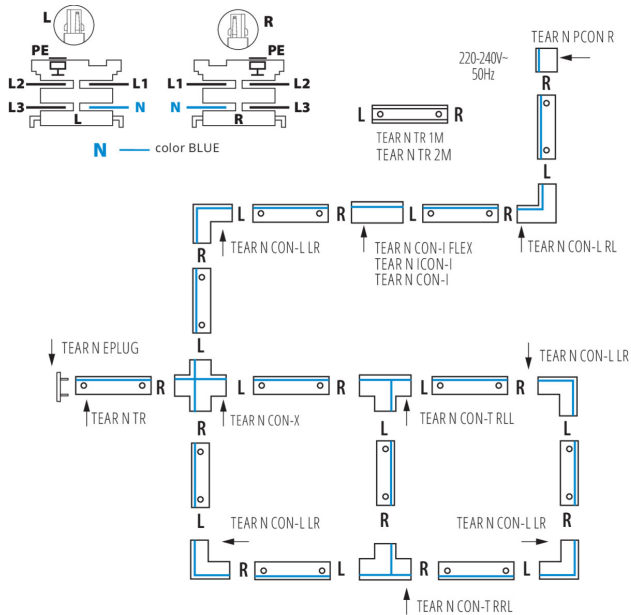 L
R
TEAR N PCON R
PE
PE
220-240V~
50Hz
L2
L1
L1
L2
R
L3
N
N
L3
L
R
L
R
TEAR N TR 1M
TEAR N TR 2M
N
color BLUE
L
L
R
L
R
TEAR N CON-L LR
TEAR N CON-I FLEX
TEAR N ICON-I
TEAR N CON-I
TEAR N CON-L RL
R
L
TEAR N EPLUG
TEAR N CON-L LR
R
L
R
L
R
TEAR N TR
TEAR N CON-X
TEAR N CON-T RLL
R
L
L
L
R
R
TEAR N CON-L LR
TEAR N CON-L LR
R
L
R
L
TEAR N CON-T RRL